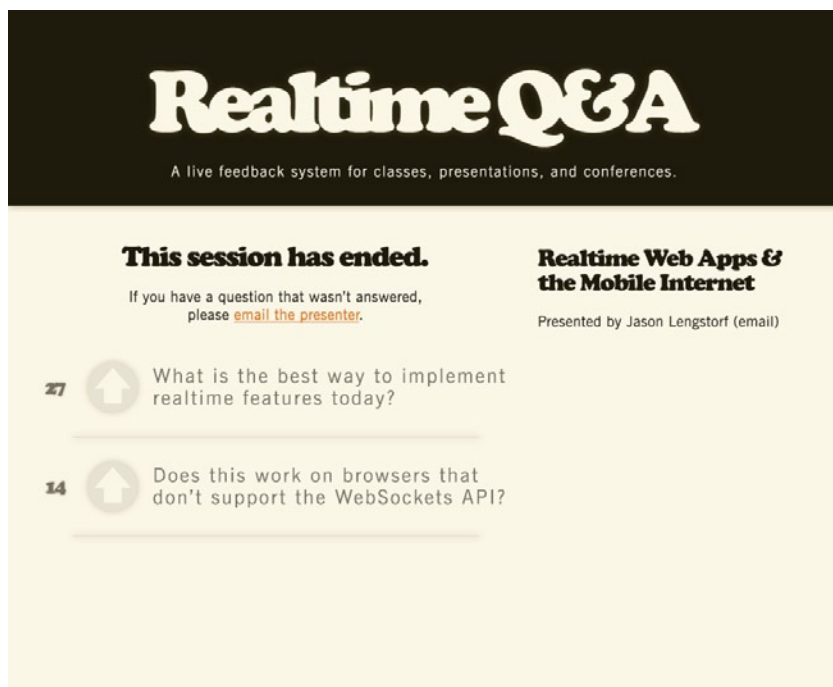 Realtime Q&A
A live feedback system for classes, presentations, and conferences.
This session has ended.
If you have a question that wasn't answered,
please email the presenter.
27
What is the best way to implement
realtime features today?
14
Does this work on browsers that
don't support the WebSockets API?
Realtime Web Apps &
the Mobile Internet
Presented by Jason Lengstorf (email)